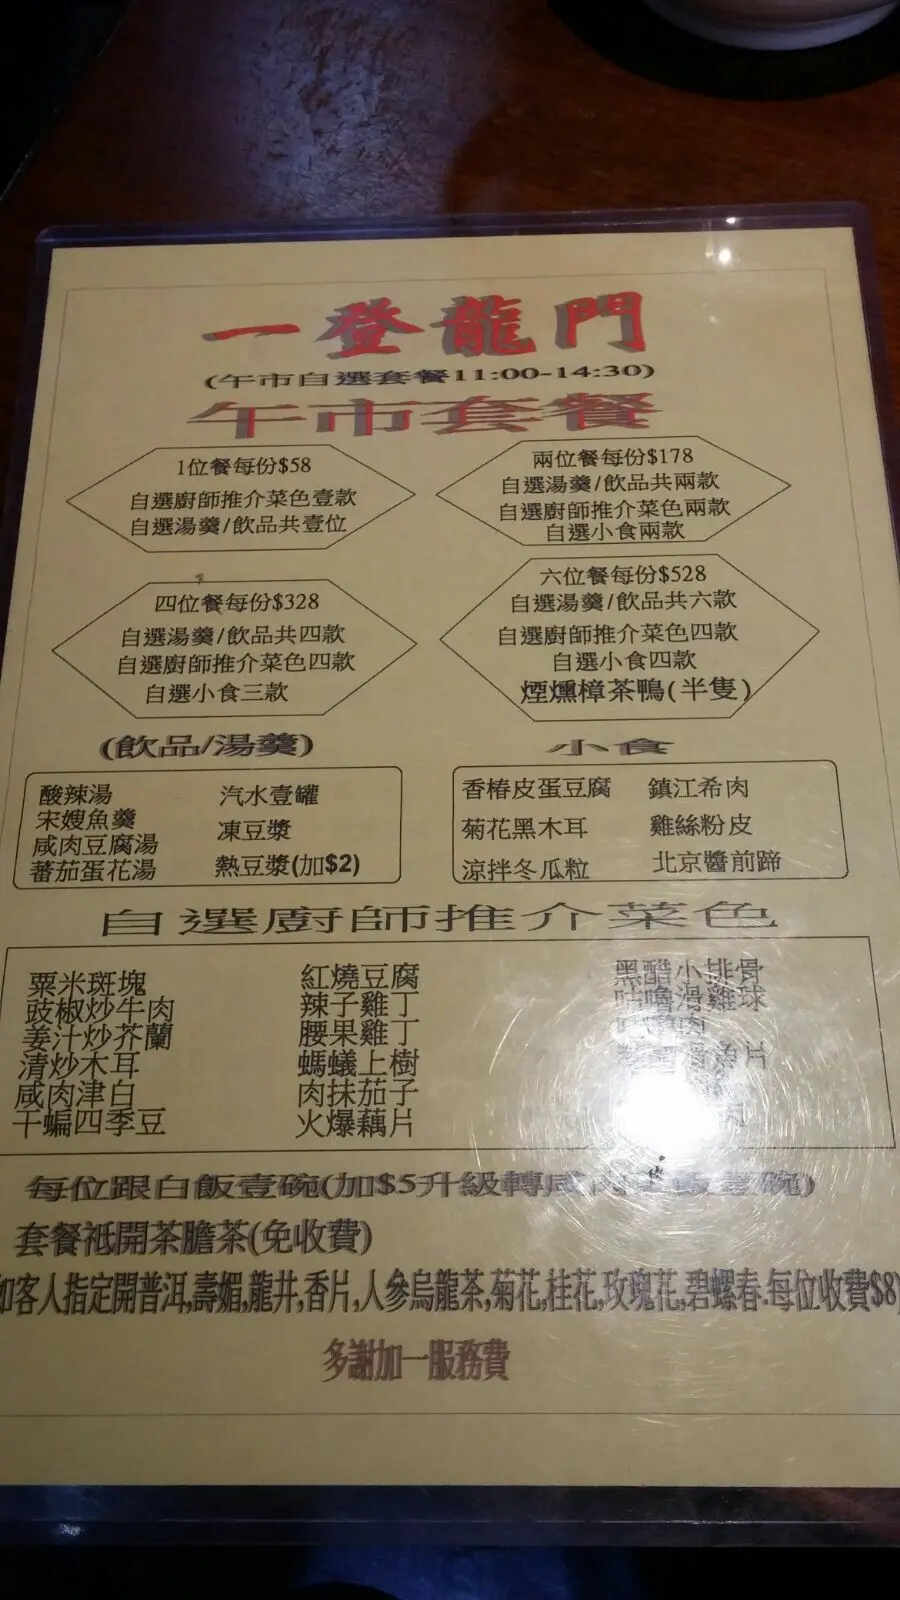 一登龍門
(午市自選套餐11:00-14:30)
午市套餐
1位餐每份$58
自選廚師推介菜色壹款
自選湯羹/飲品共壹位
兩位餐每份$178
自選湯羹/飲品共兩款
自選廚師推介菜色兩款
自選小食兩款
四位餐每份$328
自選湯羹/飲品共四款
自選廚師推介菜色四款
自選小食三款
六位餐每份$528
自選湯羹/飲品共六款
自選廚師推介菜色四款
自選小食四款
煙燻樟茶鴨(半隻)
(飲品/湯羹)
酸辣湯
宋嫂魚羹
咸肉豆腐湯
蕃茄蛋花湯
汽水壹罐
凍豆漿
熱豆漿(加$2)
小食
香椿皮蛋豆腐
菊花黑木耳
涼拌冬瓜粒
鎮江希肉
雞絲粉皮
北京醬前蹄
自選廚師推介菜色
粟米斑塊
豉椒炒牛肉
姜汁炒芥蘭
清炒木耳
咸肉津白
干蝙四季豆
紅燒豆腐
辣子雞丁
腰果雞丁
螞蟻上樹
肉抹茄子
火爆藕片
黑醋小排骨
咕嚕滑雞球
肉
魚片
每位跟白飯壹碗(加$5升級轉咸飯壹碗)
套餐祗開茶膽茶(免收費)
如客人指定開普洱,壽媚,龍井,香片,人參烏龍茶,菊花,桂花,玫瑰花,碧螺春.每位收費$8)
多謝加一服務費